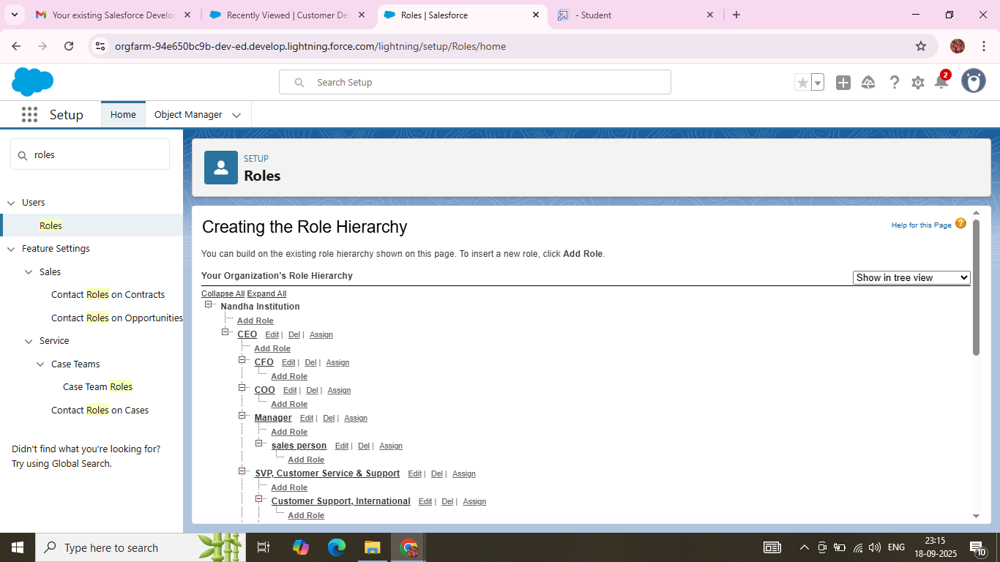 Your existing Salesforce Develo
Recently Viewed | Customer De
Roles | Salesforce
- Student
orgfarm-94e650bc9b-dev-ed.develop.lightning.force.com/lightning/setup/Roles/home
Search Setup
2
Setup
Home
Object Manager
roles
Users
Roles
Feature Settings
Sales
Contact Roles on Contracts
Contact Roles on Opportunities
Service
Case Teams
Case Team Roles
Contact Roles on Cases
Didn't find what you're looking for?
Try using Global Search.
SETUP
Roles
Creating the Role Hierarchy
Help for this Page ?
You can build on the existing role hierarchy shown on this page. To insert a new role, click Add Role.
Your Organization's Role Hierarchy
Show in tree view
Collapse All Expand All
Nandha Institution
Add Role
CEO Edit | Del | Assign
Add Role
CFO Edit | Del | Assign
Add Role
COO Edit | Del | Assign
Add Role
Manager Edit | Del | Assign
Add Role
sales person Edit | Del | Assign
Add Role
SVP, Customer Service & Support Edit | Del | Assign
Add Role
Customer Support, International Edit | Del | Assign
Add Role
Type here to search
ENG
23:15
18-09-2025
10